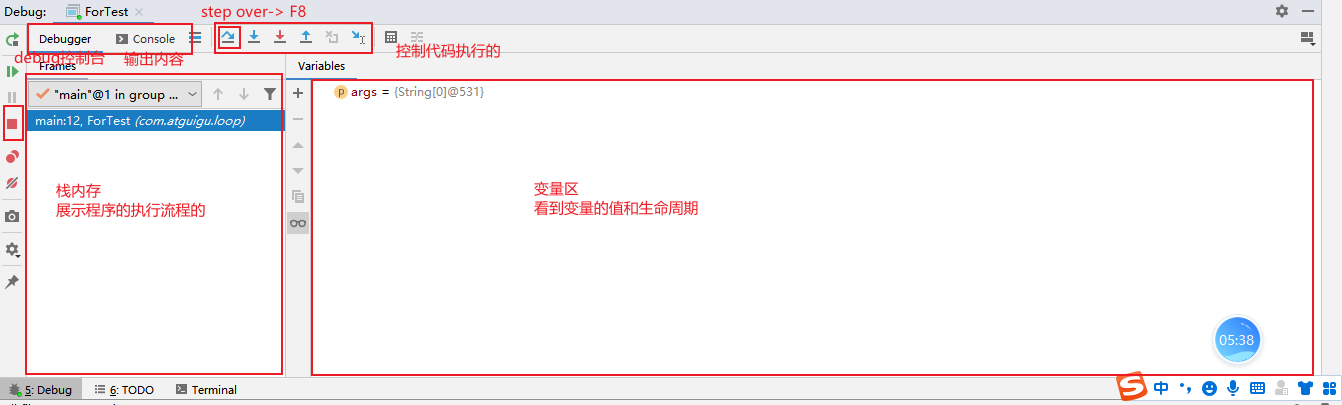 Debug:
ForTest
step over-> F8
Debugger
Console
控制代码执行的
debug控制台
输出内容
Frames
Variables
"main"@1 in group ...
p args = {String[0]@531}
main:12, ForTest (com.atguigu.loop)
栈内存
展示程序的执行流程的
变量区
看到变量的值和生命周期
05:38
5: Debug
6: TODO
Terminal
S 中